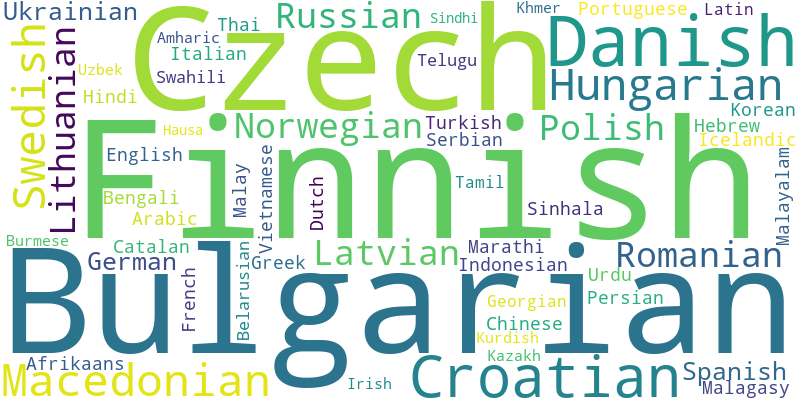 Ukrainian
Czech
Russian
Sindhi
Khmer
Portuguese
Latin
Thai
Amharic
Italian
Danish
Swedish
Lithuanian
Uzbek
Swahili
Telugu
Hungarian
Hindi
Korean
Finnish
Hausa
Norwegian
Turkish
Polish
Hebrew
Serbian
Icelandic
English
Malay
Vietnamese
Dutch
Tamil
Malayalam
Bengali
Sinhala
Arabic
Burmese
Catalan
Bulgarian
Latvian
Marathi
Romanian
German
Greek
Indonesian
French
Belarusian
Urdu
Persian
Georgian
Chinese
Kurdish
Kazakh
Afrikaans
Macedonian
Irish
Croatian
Spanish
Malagasy